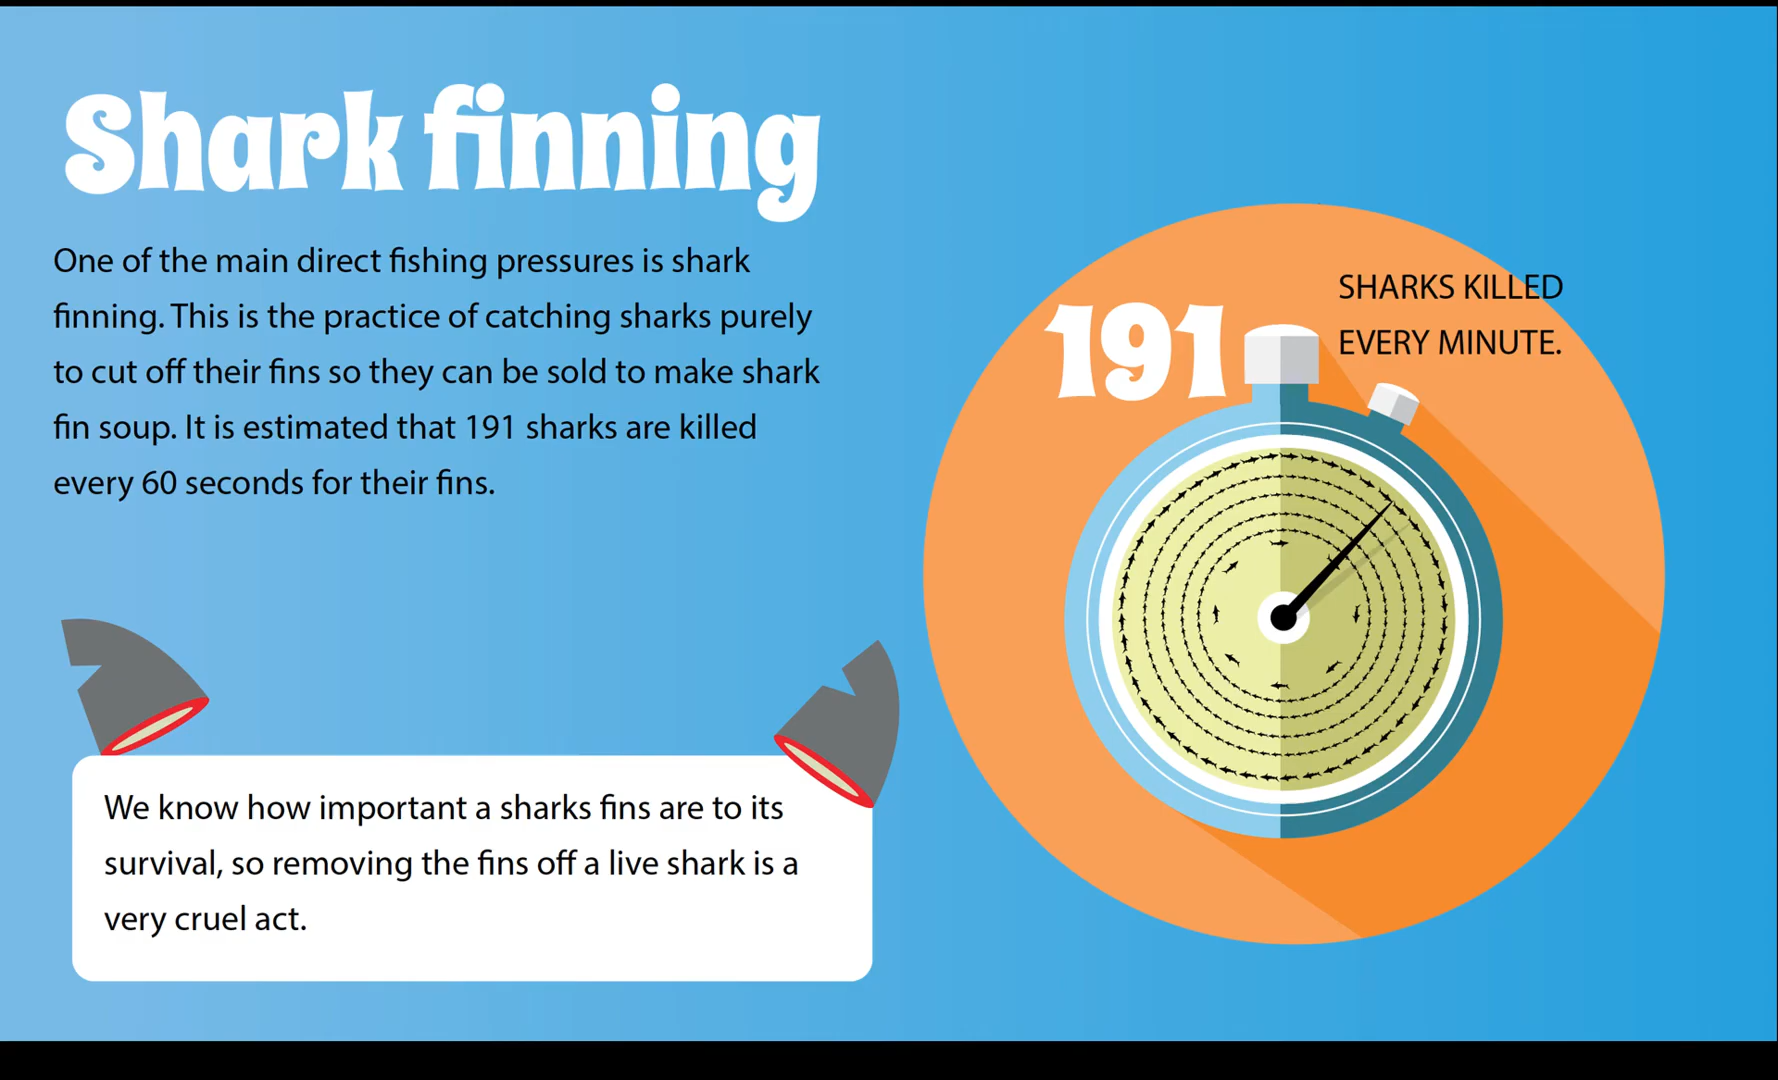 Shark finning
One of the main direct fishing pressures is shark
finning. This is the practice of catching sharks purely
to cut off their fins so they can be sold to make shark
fin soup. It is estimated that 191 sharks are killed
every 60 seconds for their fins.
We know how important a sharks fins are to its
survival, so removing the fins off a live shark is a
very cruel act.
191
SHARKS KILLED
EVERY MINUTE.